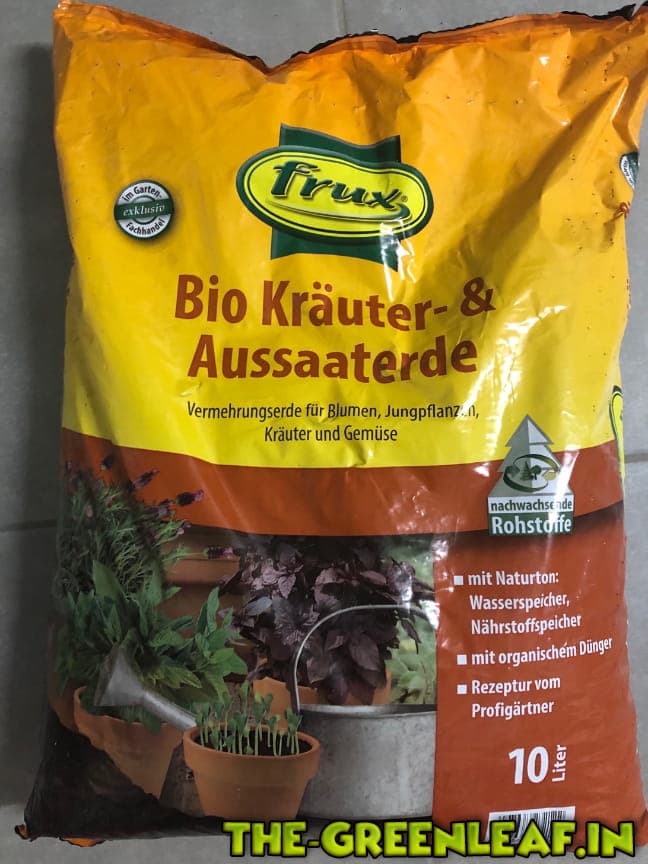 im Garten-
exklusiv
Fachhandel
frux
Bio Kräuter- &
Aussaaterde
Vermehrungserde für Blumen, Jungpflanzen,
Kräuter und Gemüse
nachwachsende
Rohstoffe
mit Naturton:
Wasserspeicher,
Nährstoffspeicher
mit organischem Dünger
Rezeptur vom
Profigärtner
10 Liter
THE-GREENLEAF.IN